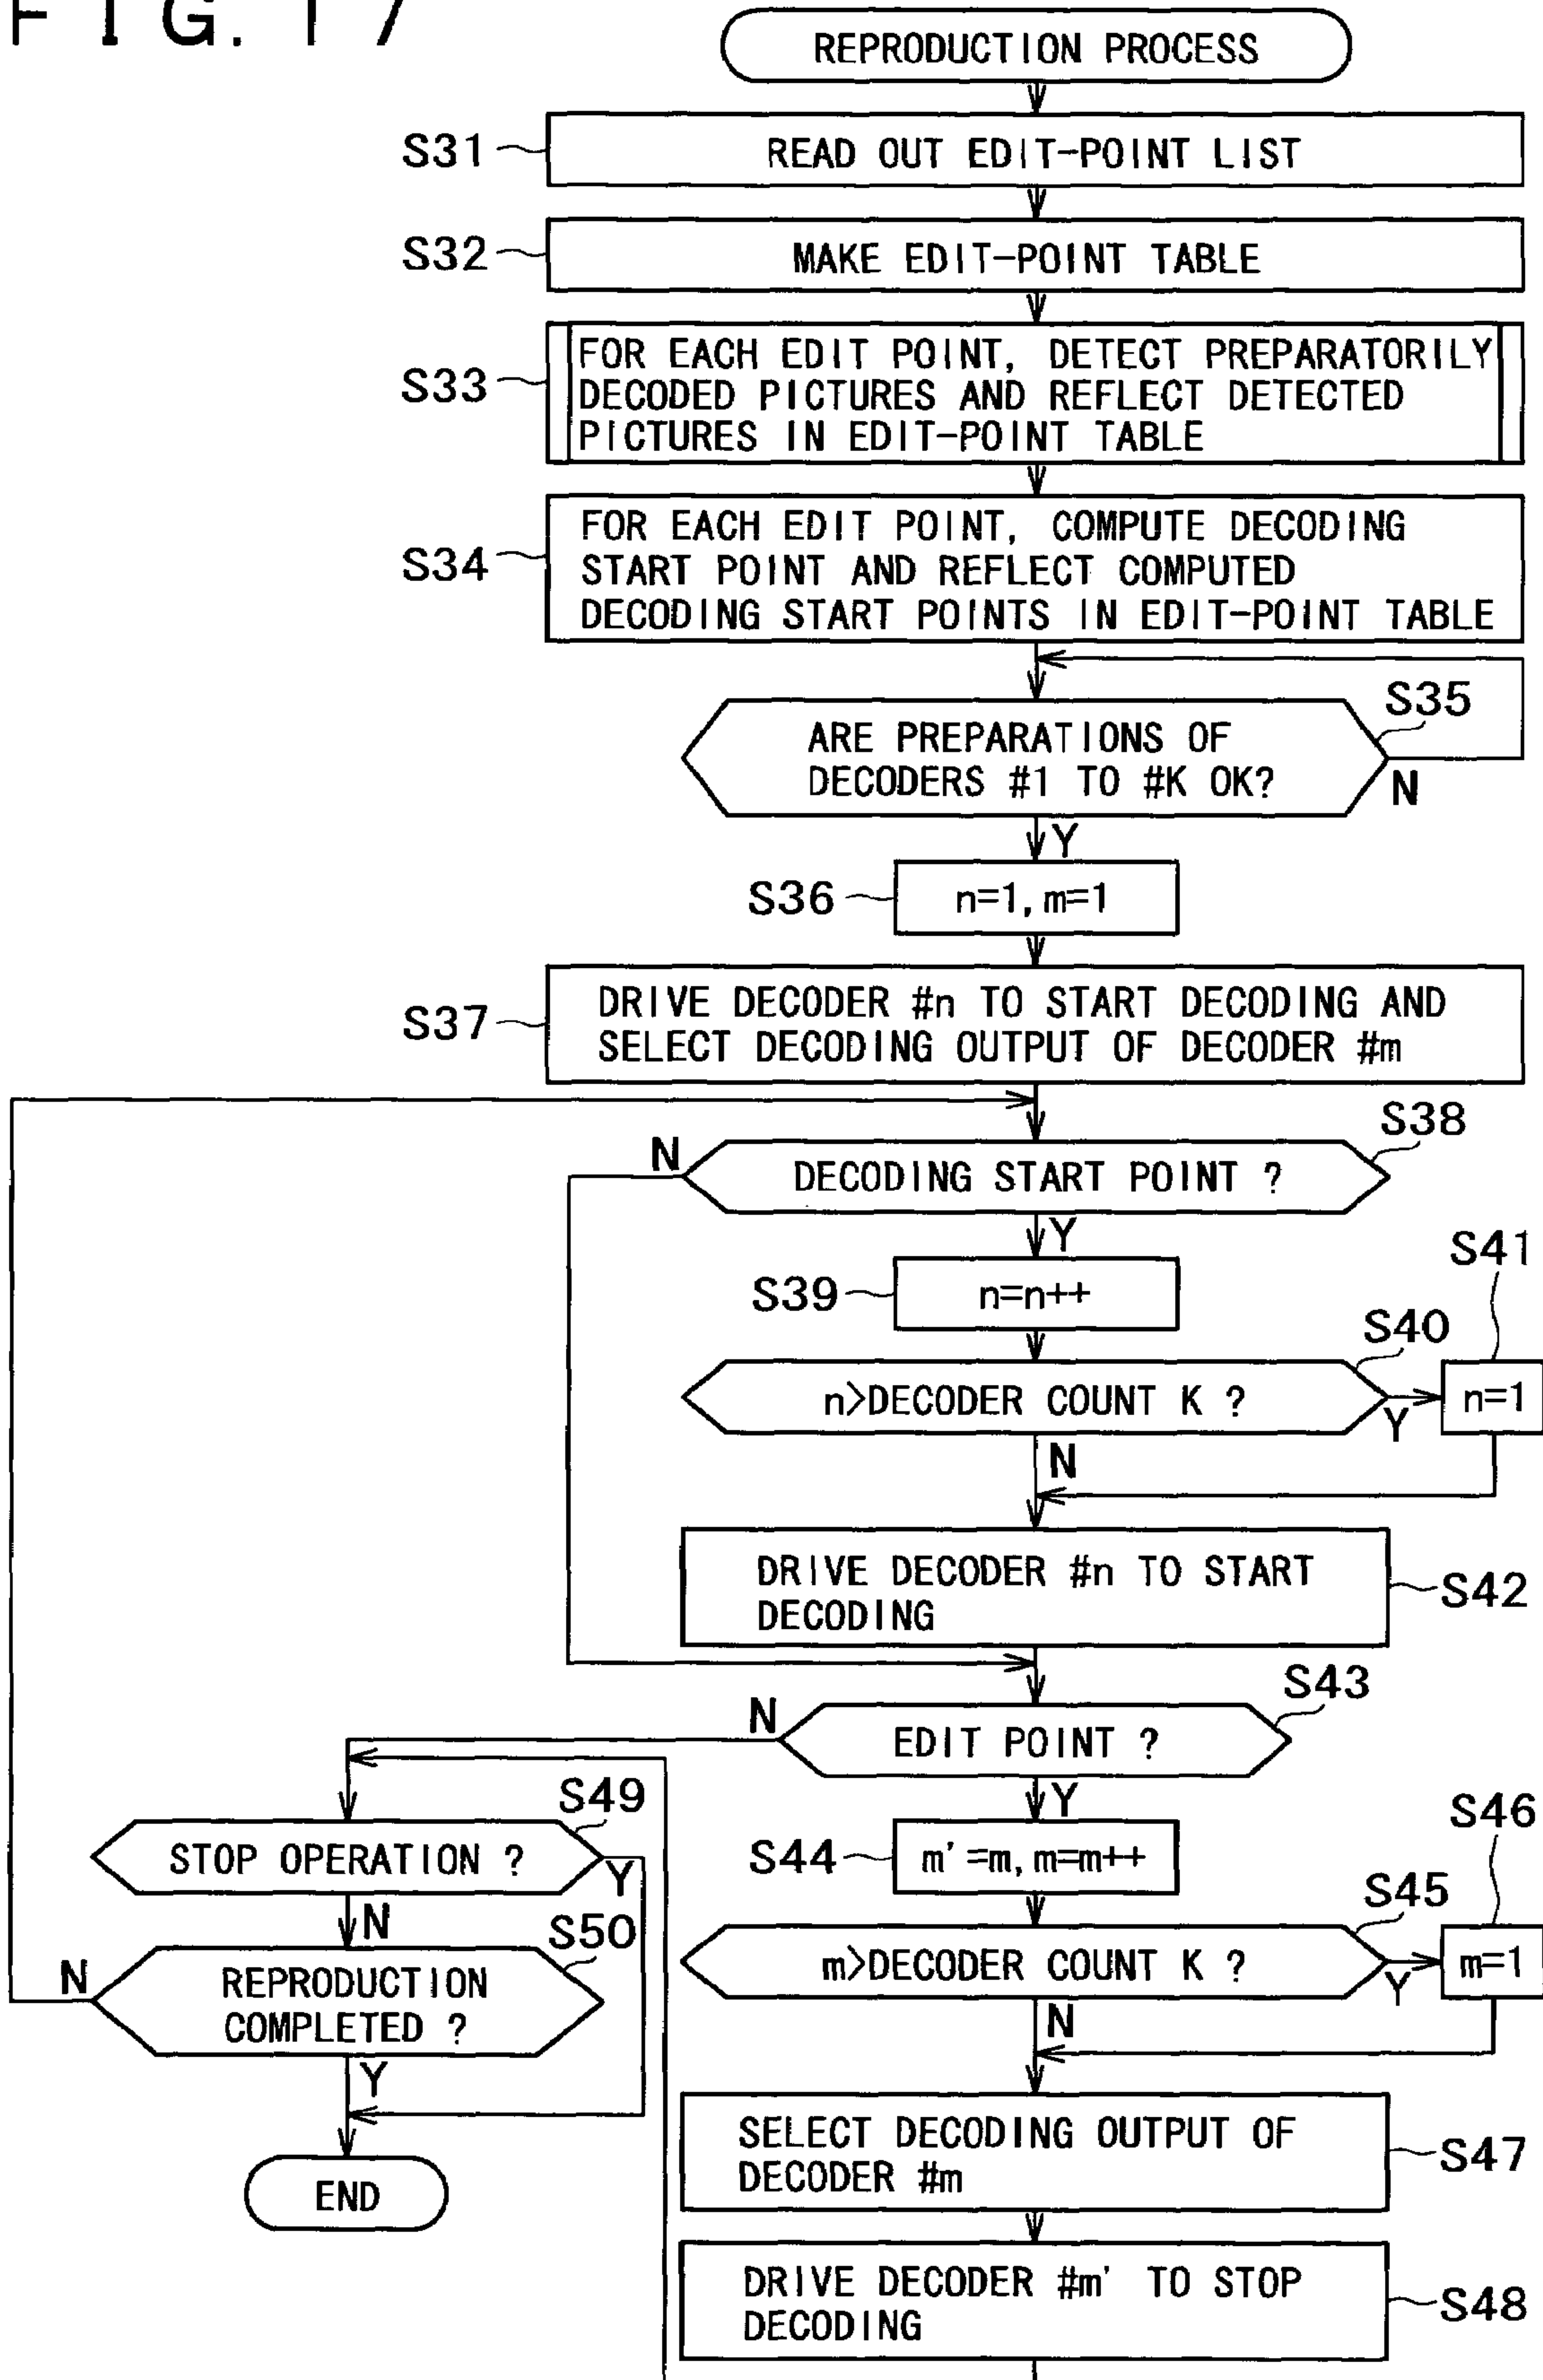 FIG. 17
REPRODUCTION PROCESS
S31
READ OUT EDIT-POINT LIST
S32
MAKE EDIT-POINT TABLE
S33
FOR EACH EDIT POINT, DETECT PREPARATORILY
DECODED PICTURES AND REFLECT DETECTED
PICTURES IN EDIT-POINT TABLE
S34
FOR EACH EDIT POINT, COMPUTE DECODING
START POINT AND REFLECT COMPUTED
DECODING START POINTS IN EDIT-POINT TABLE
S35
ARE PREPARATIONS OF
DECODERS #1 TO #K OK?
N
Y
S36
n=1, m=1
S37
DRIVE DECODER #n TO START DECODING AND
SELECT DECODING OUTPUT OF DECODER #m
S38
N
DECODING START POINT ?
Y
S39
n=n++
S41
S40
n>DECODER COUNT K ?
Y
n=1
N
DRIVE DECODER #n TO START
DECODING
S42
S43
N
EDIT POINT ?
Y
S44
m'=m, m=m++
S46
S45
m>DECODER COUNT K ?
Y
m=1
N
SELECT DECODING OUTPUT OF
DECODER #m
S47
DRIVE DECODER #m' TO STOP
DECODING
S48
S49
STOP OPERATION ?
Y
N
S50
N
REPRODUCTION
COMPLETED ?
Y
END